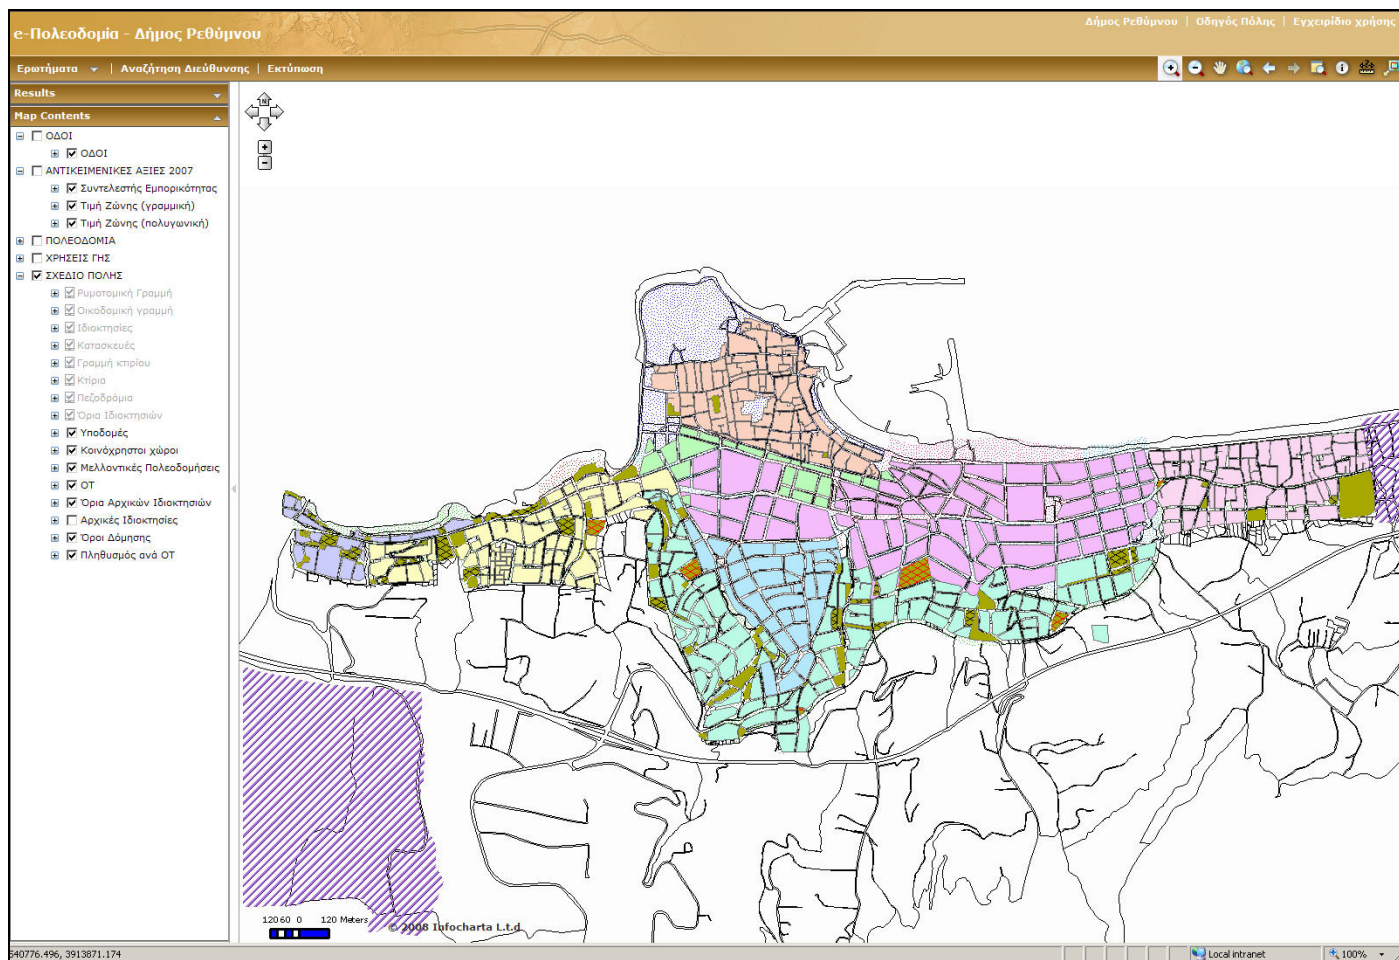 Δήμος Ρεθύμνου | Οδηγός Πόλης | Εγχειρίδιο χρήσης
e-Πολεοδομία - Δήμος Ρεθύμνου
Ερωτήματα | Αναζήτηση Διεύθυνσης | Εκτύπωση
Results
Map Contents
ΟΔΟΙ
ΟΔΟΙ
ΑΝΤΙΚΕΙΜΕΝΙΚΕΣ ΑΞΙΕΣ 2007
Συντελεστής Εμπορικότητας
Τιμή Ζώνης (γραμμική)
Τιμή Ζώνης (πολυγωνική)
ΠΟΛΕΟΔΟΜΙΑ
ΧΡΗΣΕΙΣ ΓΗΣ
ΣΧΕΔΙΟ ΠΟΛΗΣ
Ρυμοτομική Γραμμή
Οικοδομική γραμμή
Ιδιοκτησίες
Κατασκευές
Γραμμή κτιρίου
Κτίρια
Πεζοδρόμια
Όρια Ιδιοκτησιών
Υποδομές
Κοινόχρηστοι χώροι
Μελλοντικές Πολεοδομήσεις
ΟΤ
Όρια Αρχικών Ιδιοκτησιών
Αρχικές Ιδιοκτησίες
Όροι Δόμησης
Πληθυσμός ανά ΟΤ
N
120 60 0 120 Meters
© 2008 Infocharta L.t.d
540776.496, 3913871.174
Local intranet
100%